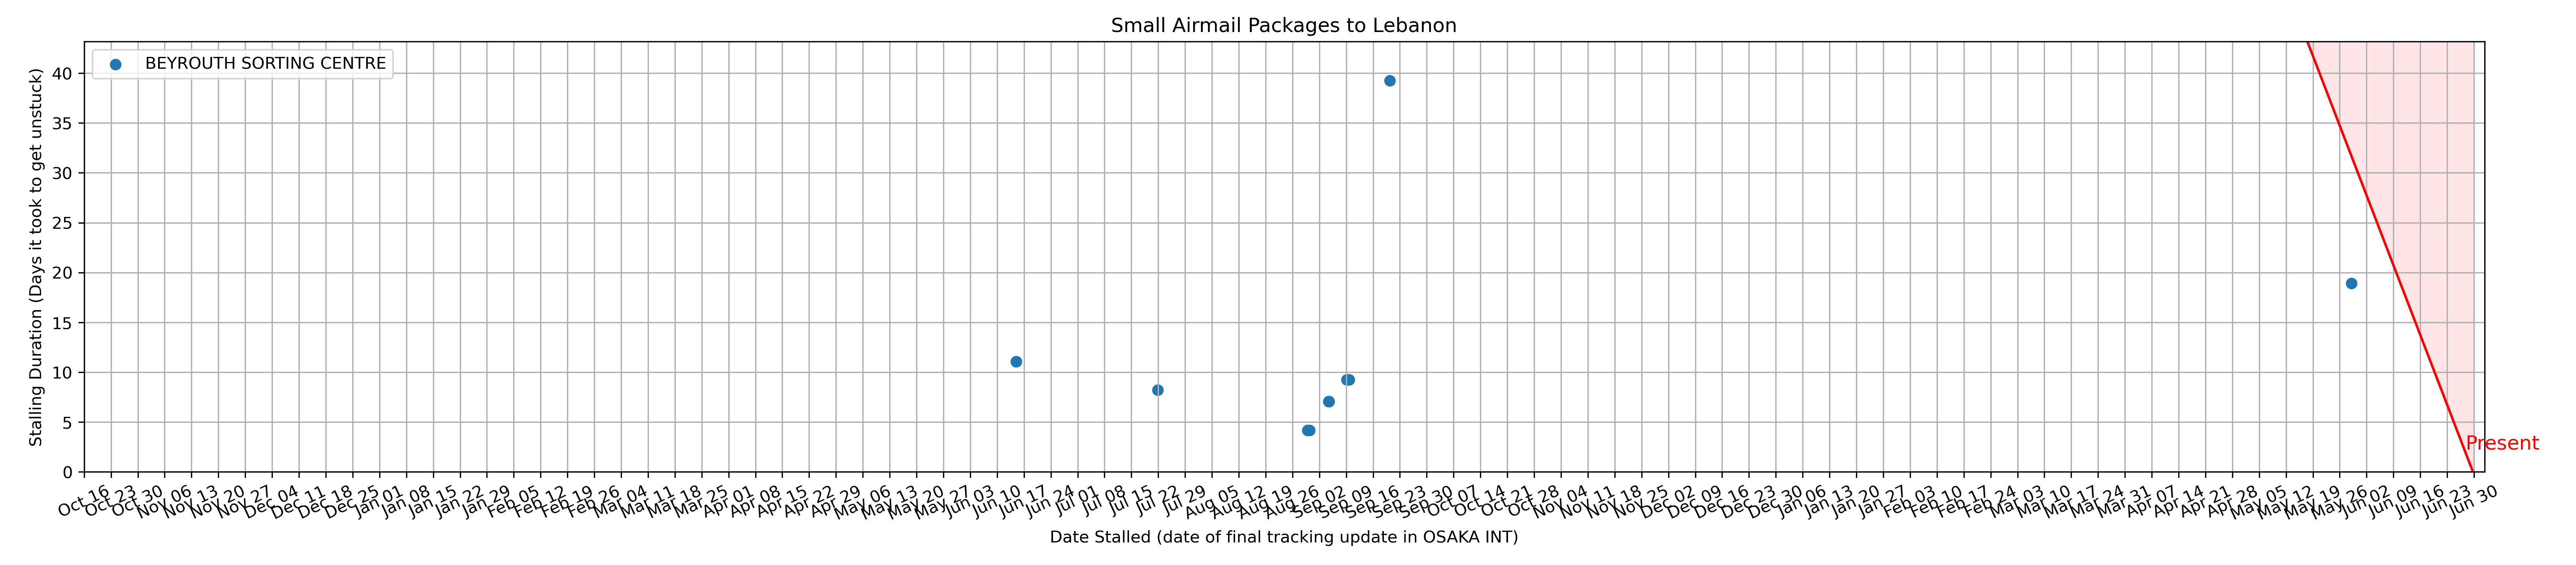 Small Airmail Packages to Lebanon
BEYROUTH SORTING CENTRE
Stalling Duration (Days it took to get unstuck)
40
35
30
25
20
15
10
5
0
Present
Oct 16
Oct 23
Oct 30
Nov 06
Nov 13
Nov 20
Nov 27
Dec 04
Dec 11
Dec 18
Dec 25
Jan 01
Jan 08
Jan 15
Jan 22
Jan 29
Feb 05
Feb 12
Feb 19
Feb 26
Mar 04
Mar 11
Mar 18
Mar 25
Apr 01
Apr 08
Apr 15
Apr 22
Apr 29
May 06
May 13
May 20
May 27
Jun 03
Jun 10
Jun 17
Jun 24
Jul 01
Jul 08
Jul 15
Jul 22
Jul 29
Aug 05
Aug 12
Aug 19
Aug 26
Sep 02
Sep 09
Sep 16
Sep 23
Sep 30
Oct 07
Oct 14
Oct 21
Oct 28
Nov 04
Nov 11
Nov 18
Nov 25
Dec 02
Dec 09
Dec 16
Dec 23
Dec 30
Jan 06
Jan 13
Jan 20
Jan 27
Feb 03
Feb 10
Feb 17
Feb 24
Mar 03
Mar 10
Mar 17
Mar 24
Mar 31
Apr 07
Apr 14
Apr 21
Apr 28
May 05
May 12
May 19
May 26
Jun 02
Jun 09
Jun 16
Jun 23
Jun 30
Date Stalled (date of final tracking update in OSAKA INT)